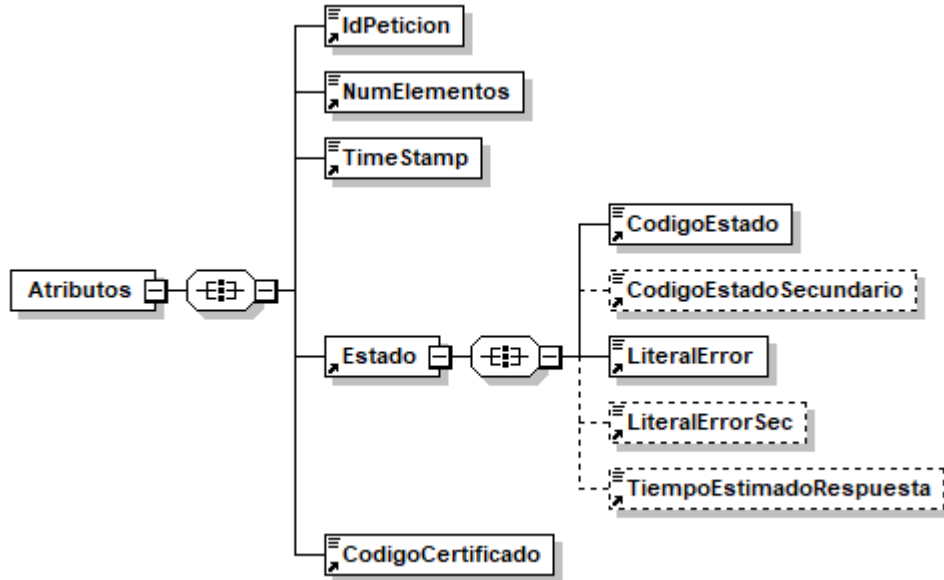 IdPeticion
NumElementos
TimeStamp
CodigoEstado
Atributos
CodigoEstadoSecundario
Estado
LiteralError
LiteralErrorSec
TiempoEstimadoRespuesta
CodigoCertificado